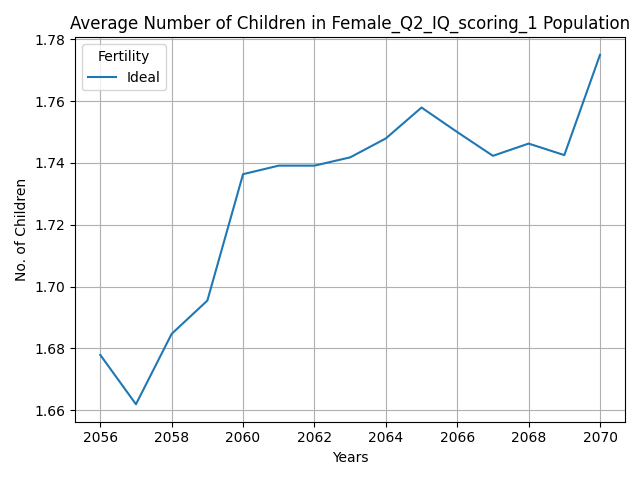 Average Number of Children in Female_Q2_IQ_scoring_1 Population
Fertility
Ideal
No. of Children
1.78
1.76
1.74
1.72
1.70
1.68
1.66
2056 2058 2060 2062 2064 2066 2068 2070
Years